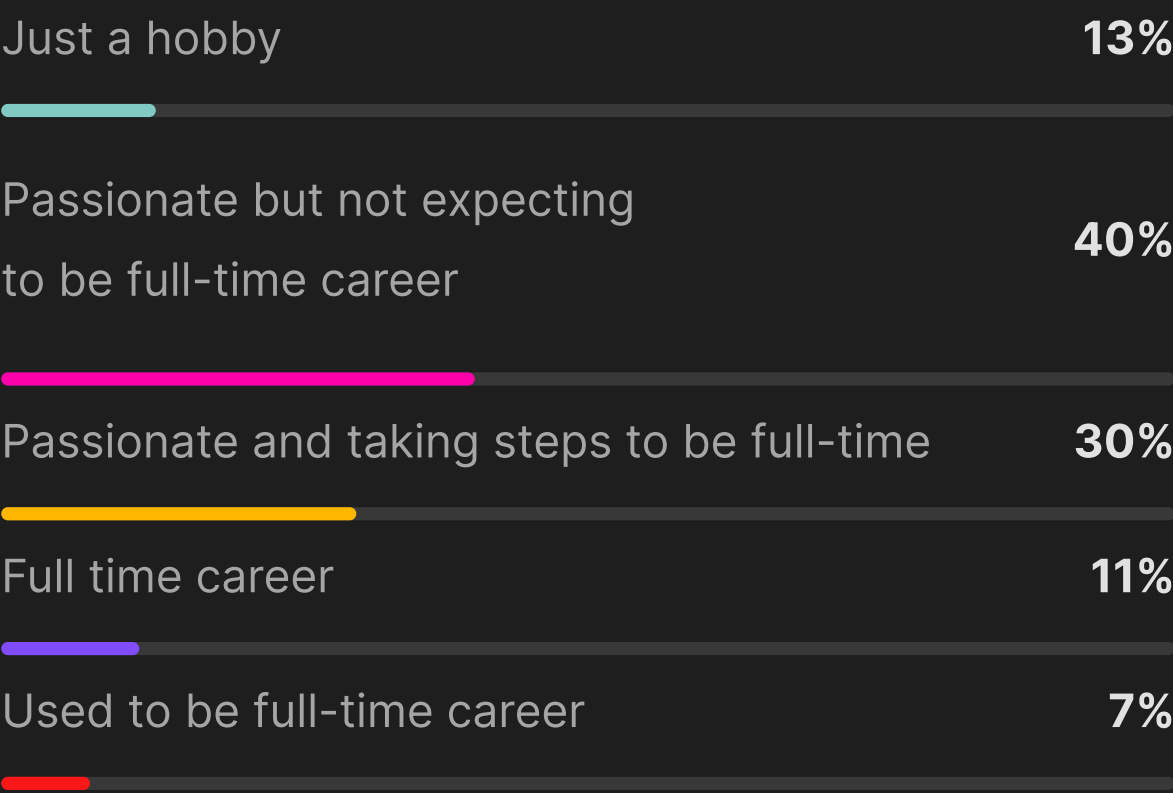 Just a hobby 13%
Passionate but not expecting
to be full-time career 40%
Passionate and taking steps to be full-time 30%
Full time career 11%
Used to be full-time career 7%